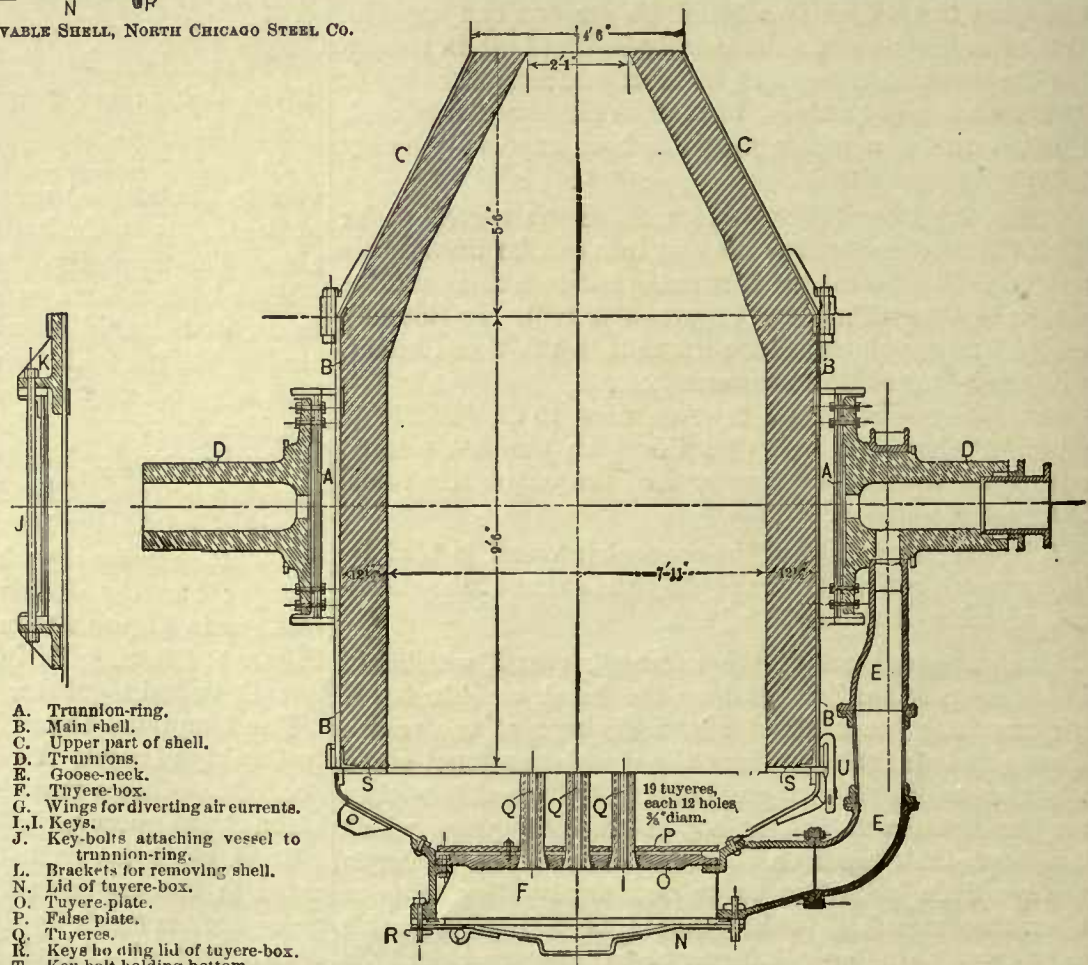 N R
VABLE SHELL, NORTH CHICAGO STEEL CO.
4'6"
2'1"
C C
5'6"
K
B B
D D
A A
J
9'6"
12½" 7'11" 12½"
E
B B
A. Trunnion-ring.
B. Main shell.
C. Upper part of shell.
D. Trunnions.
E. Goose-neck.
F. Tuyere-box.
G. Wings for diverting air currents.
I.,I. Keys.
J. Key-bolts attaching vessel to
trunnion-ring.
L. Brackets for removing shell.
N. Lid of tuyere-box.
O. Tuyere-plate.
P. False plate.
Q. Tuyeres.
R. Keys ho ding lid of tuyere-box.
S S U
Q Q Q
19 tuyeres,
each 12 holes
⅜" diam.
P
E
F O
R N